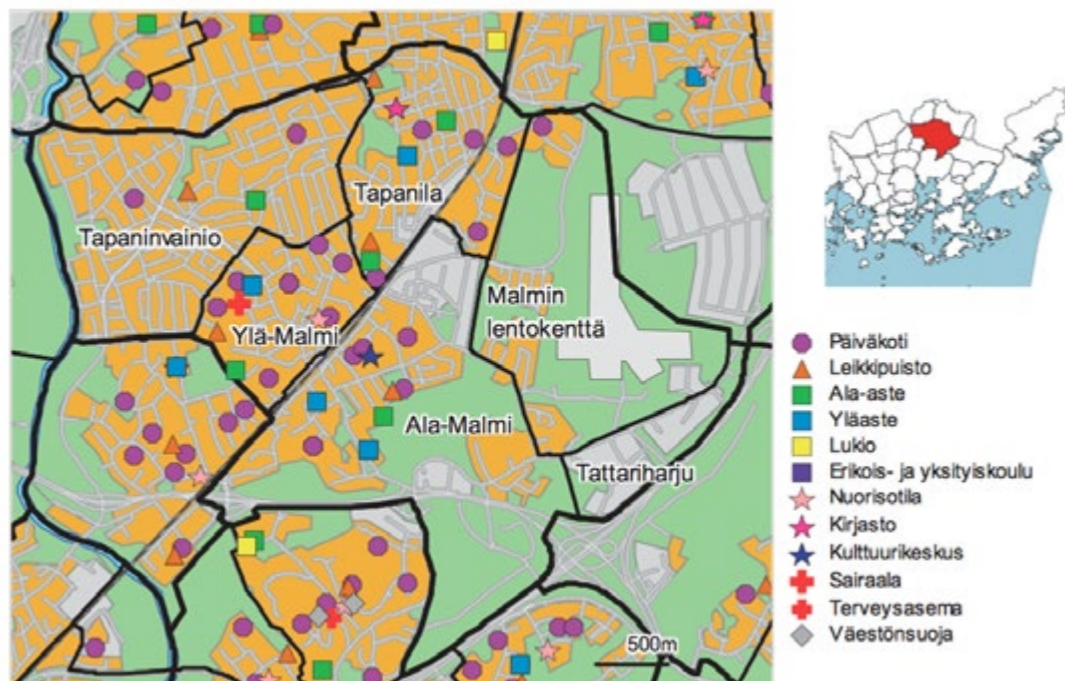 Tapanila
Tapaninvainio
Malmin
lentokenttä
Ylä-Malmi
Ala-Malmi
Tattariharju
500m
Päiväkoti
Leikkipuisto
Ala-aste
Yläaste
Lukio
Erikois- ja yksityiskoulu
Nuorisotila
Kirjasto
Kulttuurikeskus
Sairaala
Terveysasema
Väestönsuoja